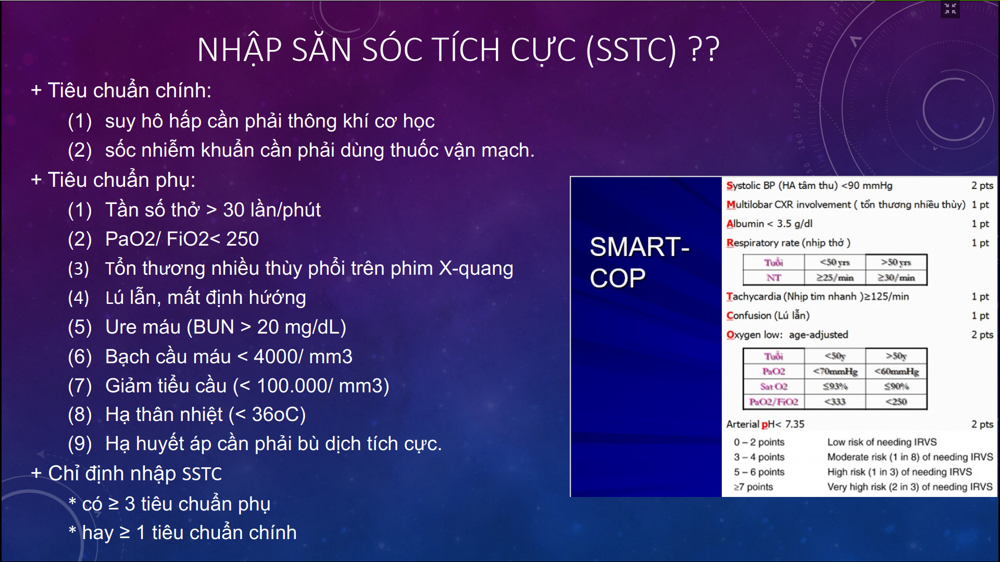 NHẬP SĂN SÓC TÍCH CỰC (SSTC) ??
+ Tiêu chuẩn chính:
(1) suy hô hấp cần phải thông khí cơ học
(2) sốc nhiễm khuẩn cần phải dùng thuốc vận mạch.
+ Tiêu chuẩn phụ:
(1) Tần số thở > 30 lần/phút
(2) PaO2/ FiO2< 250
(3) Tổn thương nhiều thùy phổi trên phim X-quang
(4) Lú lẫn, mất định hướng
(5) Ure máu (BUN > 20 mg/dL)
(6) Bạch cầu máu < 4000/ mm3
(7) Giảm tiểu cầu (< 100.000/ mm3)
(8) Hạ thân nhiệt (< 36oC)
(9) Hạ huyết áp cần phải bù dịch tích cực.
+ Chỉ định nhập SSTC
* có ≥ 3 tiêu chuẩn phụ
* hay ≥ 1 tiêu chuẩn chính
SMART-
COP
Systolic BP (HA tâm thu) <90 mmHg 2 pts
Multilobar CXR involvement ( tổn thương nhiều thùy) 1 pt
Albumin < 3.5 g/dl 1 pt
Respiratory rate (nhịp thở ) 1 pt
Tuổi <50 yrs >50 yrs
NT ≥25/min ≥30/min
Tachycardia (Nhịp tim nhanh )≥125/min 1 pt
Confusion (Lú lẫn) 1 pt
Oxygen low: age-adjusted 2 pts
Tuổi <50y >50y
PaO2 <70mmHg <60mmHg
Sat O2 ≤93% ≤90%
PaO2/FiO2 <333 <250
Arterial pH< 7.35 2 pts
0 – 2 points Low risk of needing IRVS
3 – 4 points Moderate risk (1 in 8) of needing IRVS
5 – 6 points High risk (1 in 3) of needing IRVS
≥7 points Very high risk (2 in 3) of needing IRVS
210
200
190
180
170
160